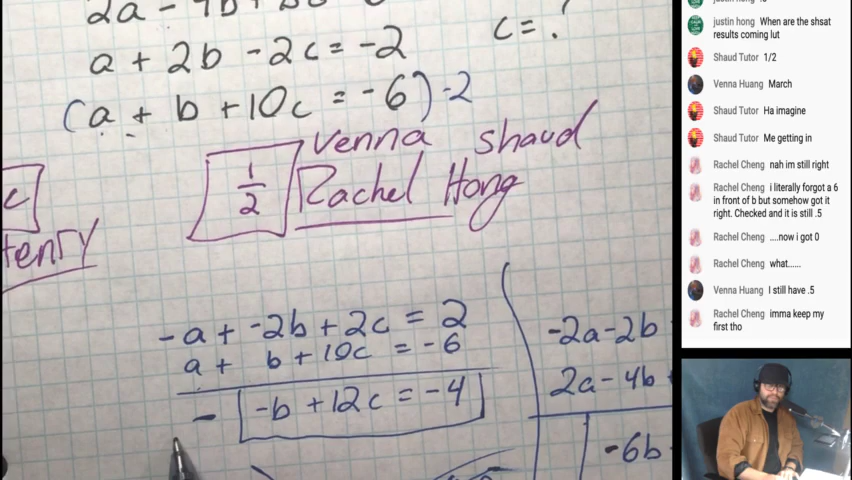 2a - 4b +
a + 2b - 2c = -2
c = ?
(a + b + 10c = -6) -2
venna shaud
1/2 Rachel Hong
c
tenry
-a + -2b + 2c = 2
a + b + 10c = -6
- -b + 12c = -4
-2a-2b
2a-4b
-6b
justin hong When are the shsat
results coming lut
Shaud Tutor 1/2
Venna Huang March
Shaud Tutor Ha imagine
Shaud Tutor Me getting in
Rachel Cheng nah im still right
Rachel Cheng i literally forgot a 6
in front of b but somehow got it
right. Checked and it is still .5
Rachel Cheng ....now i got 0
Rachel Cheng what......
Venna Huang I still have .5
Rachel Cheng imma keep my
first tho